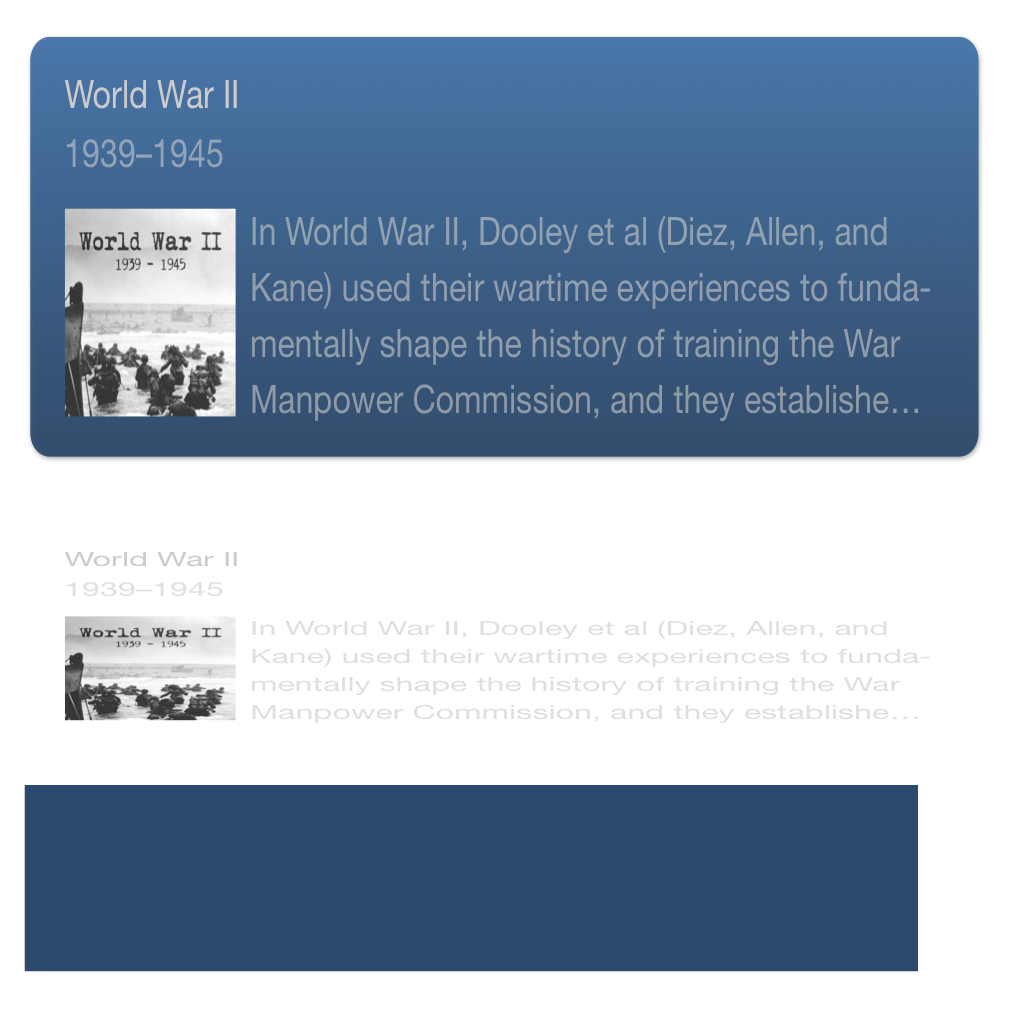 World War II
1939–1945
World War II
1939 - 1945
In World War II, Dooley et al (Diez, Allen, and
Kane) used their wartime experiences to funda-
mentally shape the history of training the War
Manpower Commission, and they establishe…
World War II
1939–1945
World War II
1939 - 1945
In World War II, Dooley et al (Diez, Allen, and
Kane) used their wartime experiences to funda-
mentally shape the history of training the War
Manpower Commission, and they establishe…